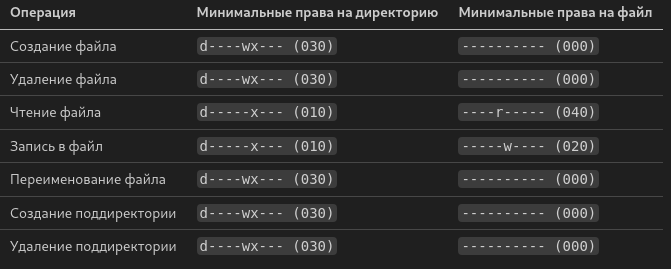 Операция Минимальные права на директорию Минимальные права на файл
Создание файла d----wx--- (030) ---------- (000)
Удаление файла d----wx--- (030) ---------- (000)
Чтение файла d-----x--- (010) ----r----- (040)
Запись в файл d-----x--- (010) -----w---- (020)
Переименование файла d----wx--- (030) ---------- (000)
Создание поддиректории d----wx--- (030) ---------- (000)
Удаление поддиректории d----wx--- (030) ---------- (000)